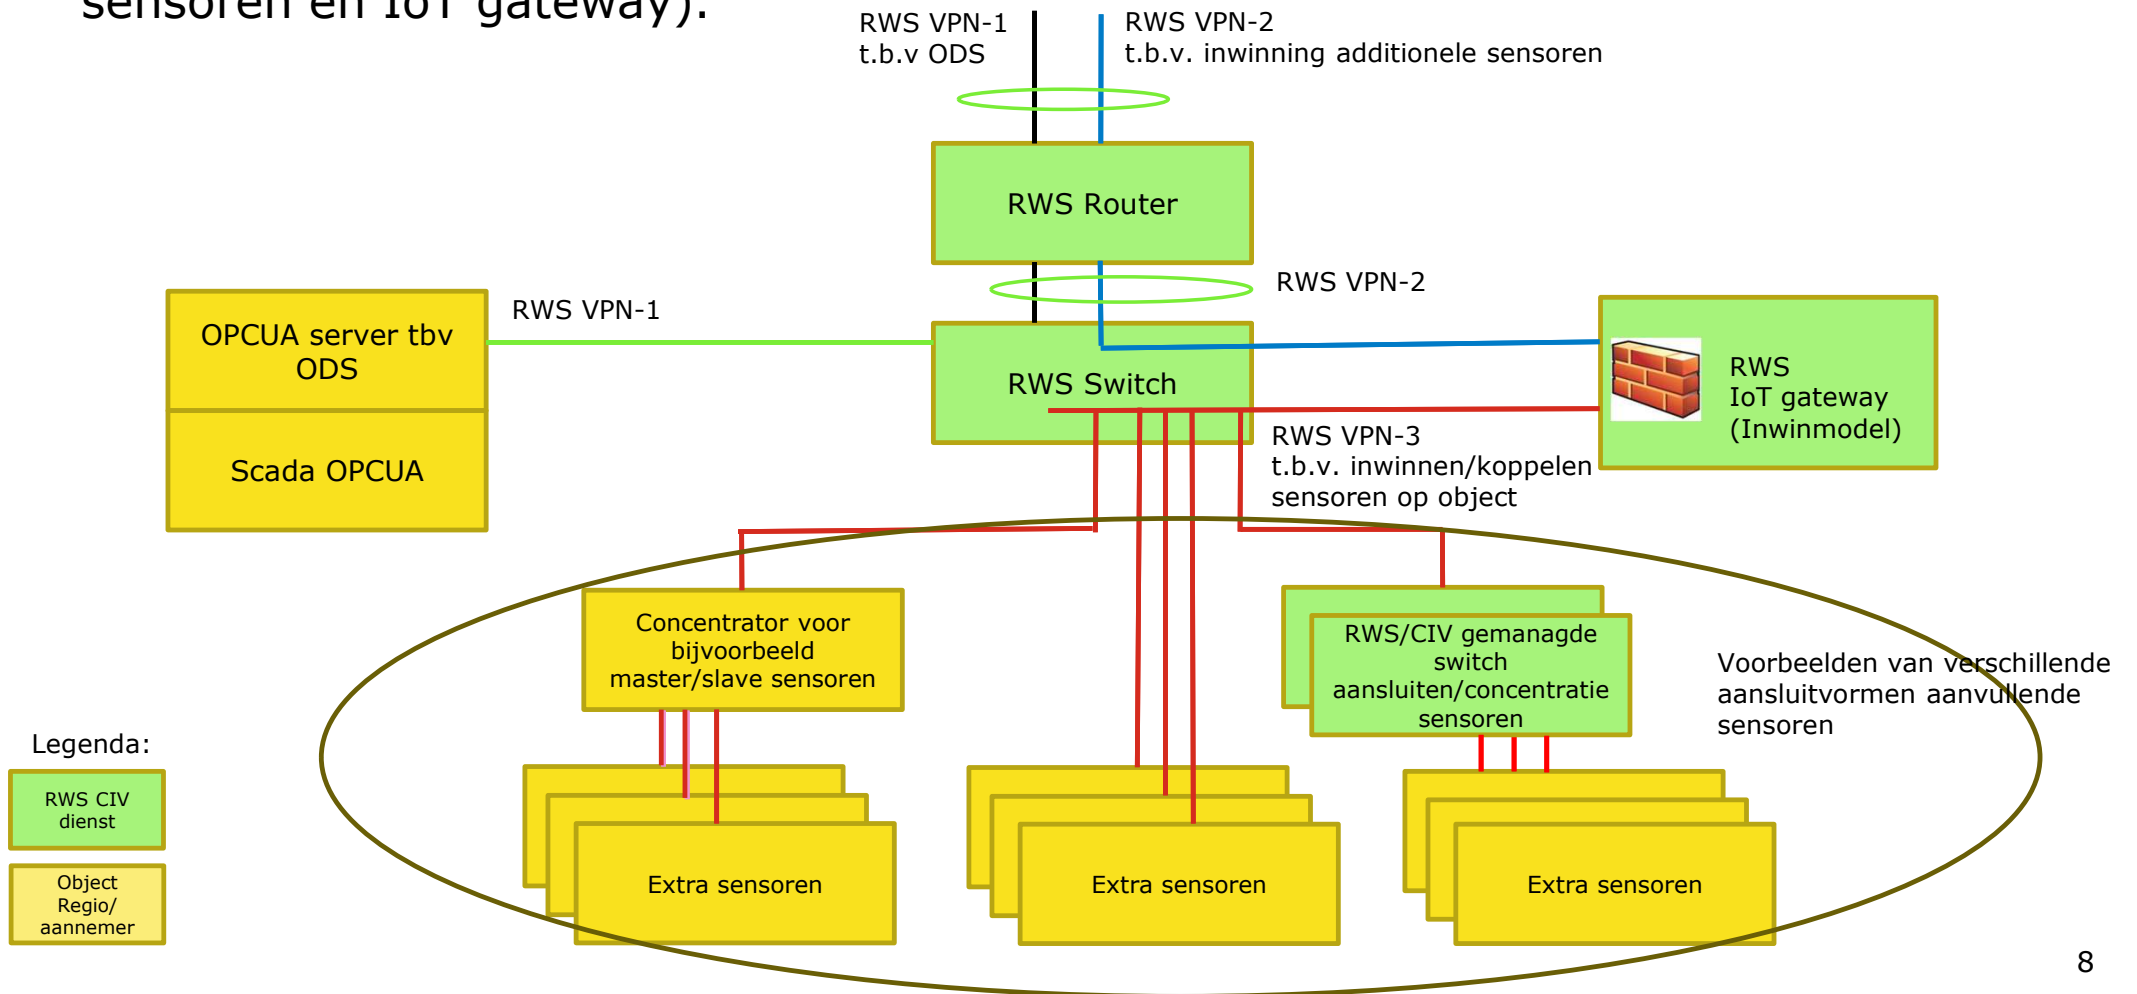 sensoren en IoT gateway).
RWS VPN-1
t.b.v ODS
RWS VPN-2
t.b.v. inwinning additionele sensoren
RWS Router
RWS VPN-2
RWS VPN-1
OPCUA server tbv
ODS
Scada OPCUA
RWS Switch
RWS
IoT gateway
(Inwinmodel)
RWS VPN-3
t.b.v. inwinnen/koppelen
sensoren op object
Concentrator voor
bijvoorbeeld
master/slave sensoren
RWS/CIV gemanagde
switch
aansluiten/concentratie
sensoren
Voorbeelden van verschillende
aansluitvormen aanvullende
sensoren
Extra sensoren
Extra sensoren
Extra sensoren
Legenda:
RWS CIV
dienst
Object
Regio/
aannemer
8